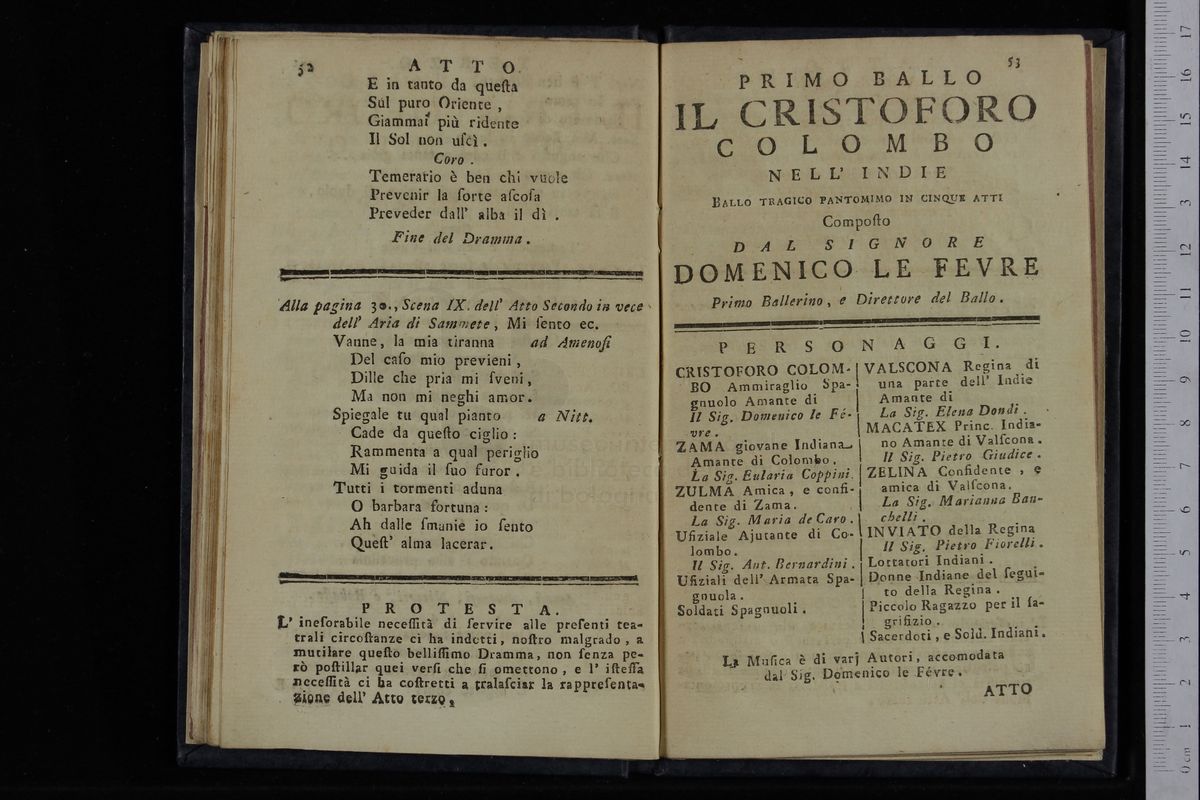 52
ATTO.
E in tanto da queſta
Sul puro Oriente ,
Giammai più ridente
Il Sol non uſcì .
Coro .
Temerario è ben chi vuole
Prevenir la ſorte aſcoſa
Preveder dall' alba il dì .
Fine del Dramma .
Alla pagina 30., Scena IX. dell' Atto Secondo in vece
dell' Aria di Sammete , Mi ſento ec.
Vanne, la mia tiranna ad Amenoſi
Del caſo mio previeni ,
Dille che pria mi ſveni ,
Ma non mi neghi amor.
Spiegale tu qual pianto a Nitt.
Cade da queſto ciglio :
Rammenta a qual periglio
Mi guida il ſuo furor .
Tutti i tormenti aduna
O barbara fortuna :
Ah dalle ſmanie io ſento
Queſt' alma lacerar.
PROTESTA.
L' ineſorabile neceſſità di ſervire alle preſenti tea-
trali circoſtanze ci ha indotti, noſtro malgrado , a
mutilare queſto belliſſimo Dramma, non ſenza pe-
rò poſtillar quei verſi che ſi omettono , e l' iſteſſa
neceſſità ci ha coſtretti a tralaſciar la rappreſenta-
zione dell' Atto terzo.
53
PRIMO BALLO
IL CRISTOFORO
COLOMBO
NELL' INDIE
BALLO TRAGICO PANTOMIMO IN CINQUE ATTI
Compoſto
DAL SIGNORE
DOMENICO LE FEVRE
Primo Ballerino , e Direttore del Ballo .
PERSONAGGI.
CRISTOFORO COLOM-
BO Ammiraglio Spa-
gnuolo Amante di
Il Sig. Domenico le Fé-
vre .
ZAMA giovane Indiana
Amante di Colombo.
La Sig. Eularia Coppini.
ZULMA Amica , e confi-
dente di Zama.
La Sig. Maria de Caro .
Ufiziale Ajutante di Co-
lombo.
Il Sig. Ant. Bernardini .
Ufiziali dell' Armata Spa-
gnuola .
Soldati Spagnuoli .
VALSCONA Regina di
una parte dell' Indie
Amante di
La Sig. Elena Dondi .
MACATEX Princ. India-
no Amante di Valſcona .
Il Sig. Pietro Giudice .
ZELINA Confidente , e
amica di Valſcona.
La Sig. Marianna Ban-
chelli .
INVIATO della Regina
Il Sig. Pietro Fiorelli .
Lottatori Indiani .
Donne Indiane del ſegui-
to della Regina .
Piccolo Ragazzo per il ſa-
grifizio .
Sacerdoti , e Sold. Indiani.
La Muſica è di varj Autori, accomodata
dal Sig. Domenico le Févre .
ATTO